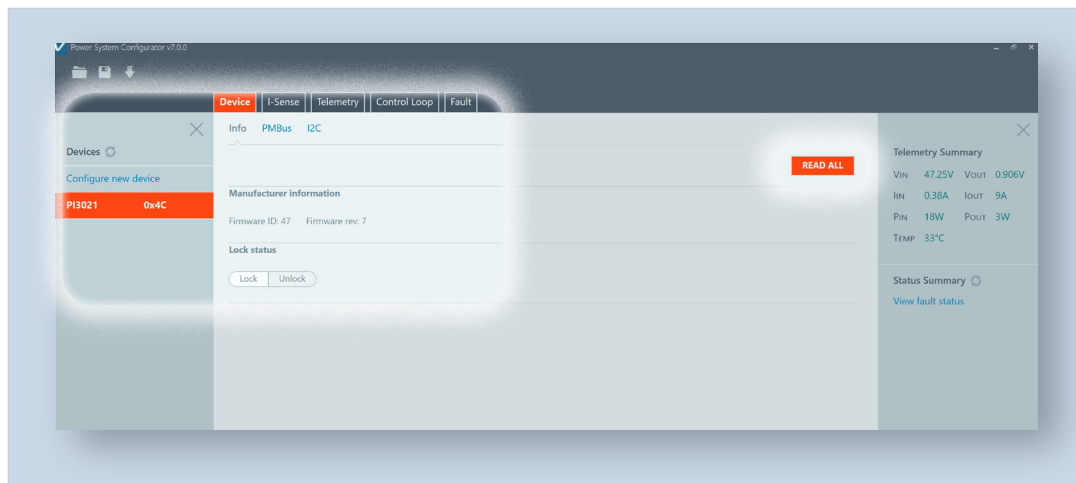 Power System Configurator v7.0.0
Device I-Sense Telemetry Control Loop Fault
Devices
Configure new device
PI3021 0x4C
Info PMBus I2C
READ ALL
Manufacturer information
Firmware ID: 47 Firmware rev: 7
Lock status
Lock Unlock
Telemetry Summary
VIN 47.25V VOUT 0.906V
IIN 0.38A IOUT 9A
PIN 18W POUT 3W
TEMP 33°C
Status Summary
View fault status